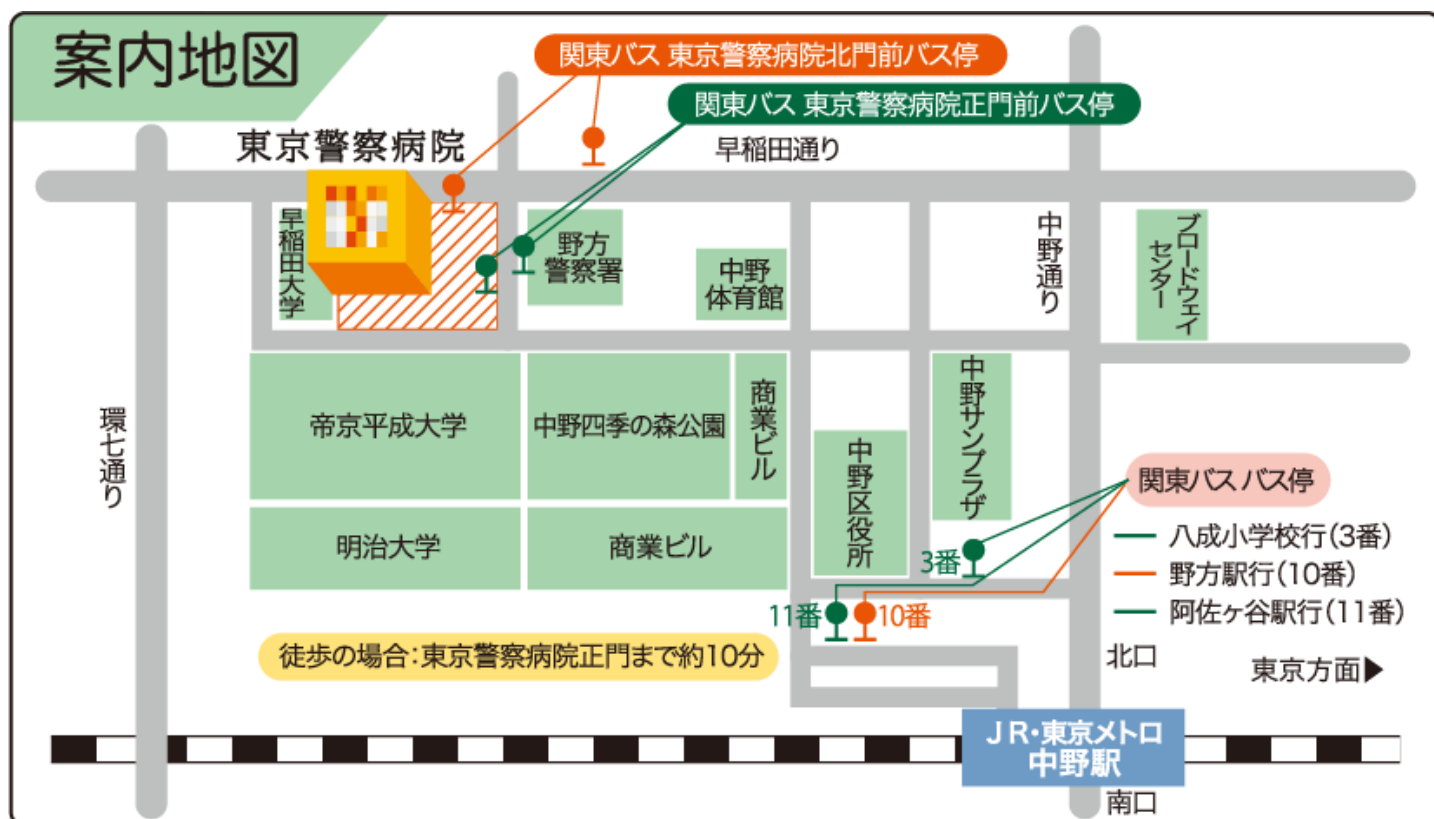 案内地図
関東バス 東京警察病院北門前バス停
関東バス 東京警察病院正門前バス停
東京警察病院
早稲田通り
早稲田大学
野方
警察署
中野
体育館
中野通り
ブロードウェイ
センター
環七通り
帝京平成大学
中野四季の森公園
商業ビル
中野サンプラザ
中野区役所
明治大学
商業ビル
関東バス バス停
八成小学校行(3番)
野方駅行(10番)
阿佐ヶ谷駅行(11番)
3番
11番
10番
徒歩の場合:東京警察病院正門まで約10分
北口
東京方面▶
JR・東京メトロ
中野駅
南口